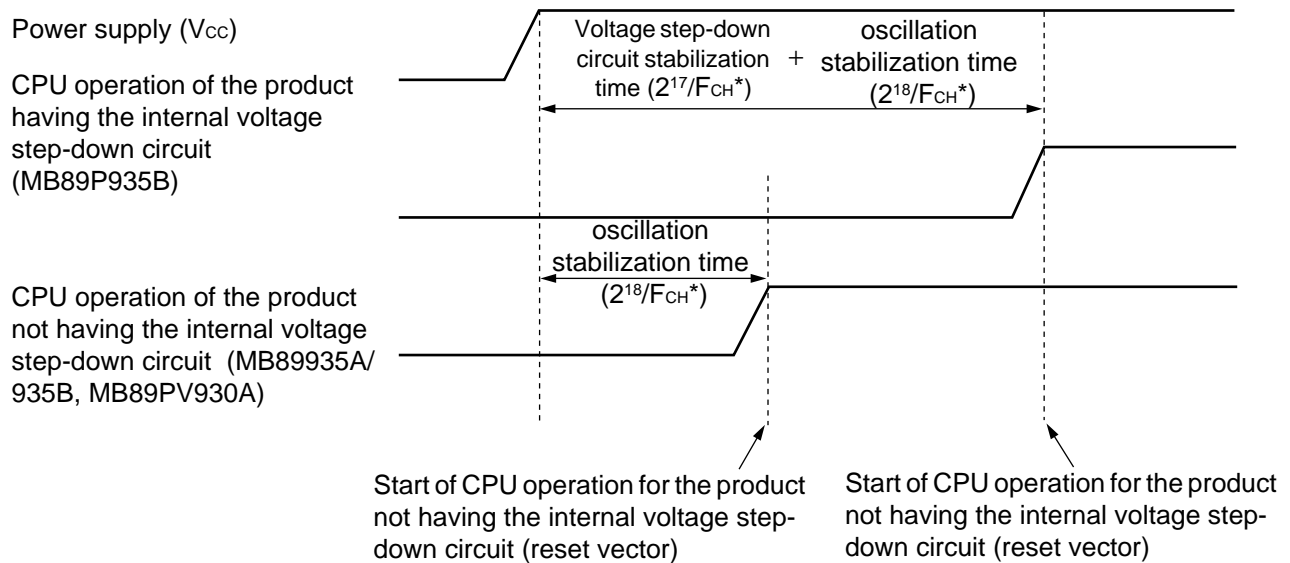 Power supply (Vcc)
CPU operation of the product
having the internal voltage
step-down circuit
(MB89P935B)
Voltage step-down
circuit stabilization
time (2¹⁷/FCH*)
+
oscillation
stabilization time
(2¹⁸/FCH*)
oscillation
stabilization time
(2¹⁸/FCH*)
CPU operation of the product
not having the internal voltage
step-down circuit (MB89935A/
935B, MB89PV930A)
Start of CPU operation for the product
not having the internal voltage step-
down circuit (reset vector)
Start of CPU operation for the product
not having the internal voltage step-
down circuit (reset vector)